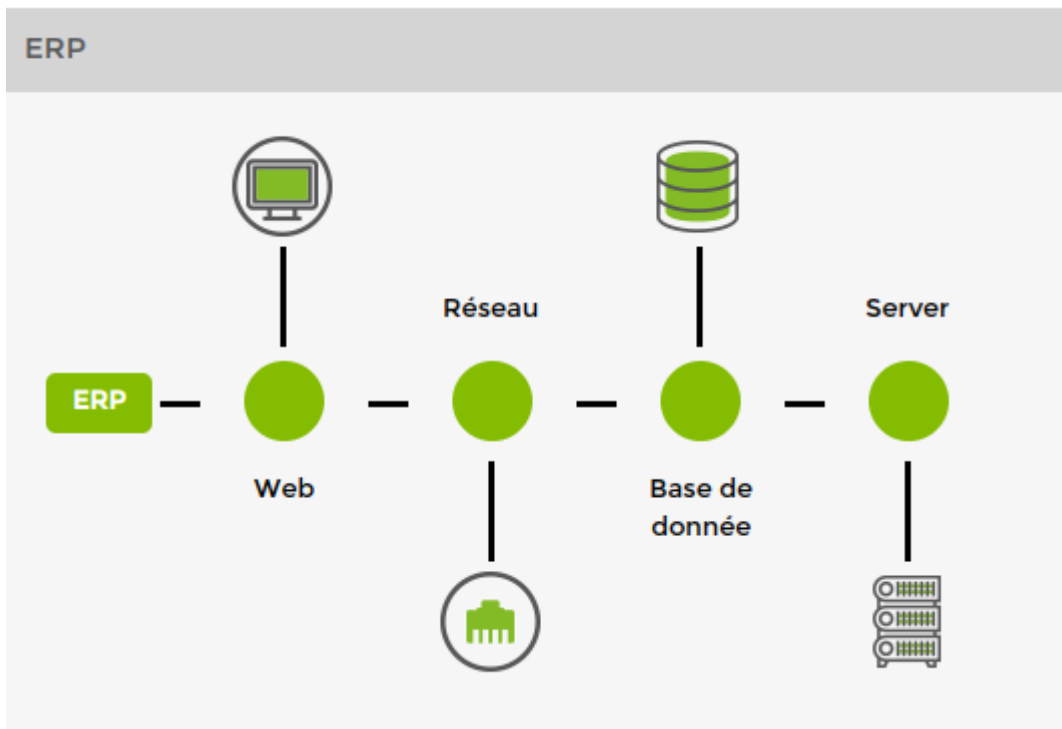 ERP
Réseau
Server
ERP
Web
Base de
donnée